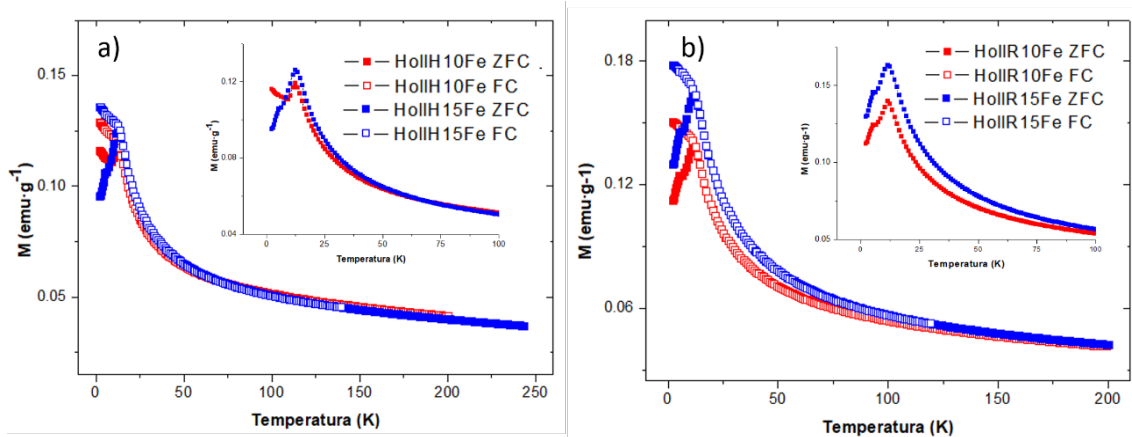 a)
HollH10Fe ZFC
HollH10Fe FC
HollH15Fe ZFC
HollH15Fe FC
M (emu·g-1)
0.15
0.10
0.05
0 50 100 150 200 250
Temperatura (K)
M (emu·g-1)
0.12
0.08
0.04
0 25 50 75 100
Temperatura (K)
b)
HollR10Fe ZFC
HollR10Fe FC
HollR15Fe ZFC
HollR15Fe FC
M (emu·g-1)
0.18
0.12
0.06
0 50 100 150 200
Temperatura (K)
M (emu·g-1)
0.15
0.10
0.05
0 25 50 75 100
Temperatura (K)